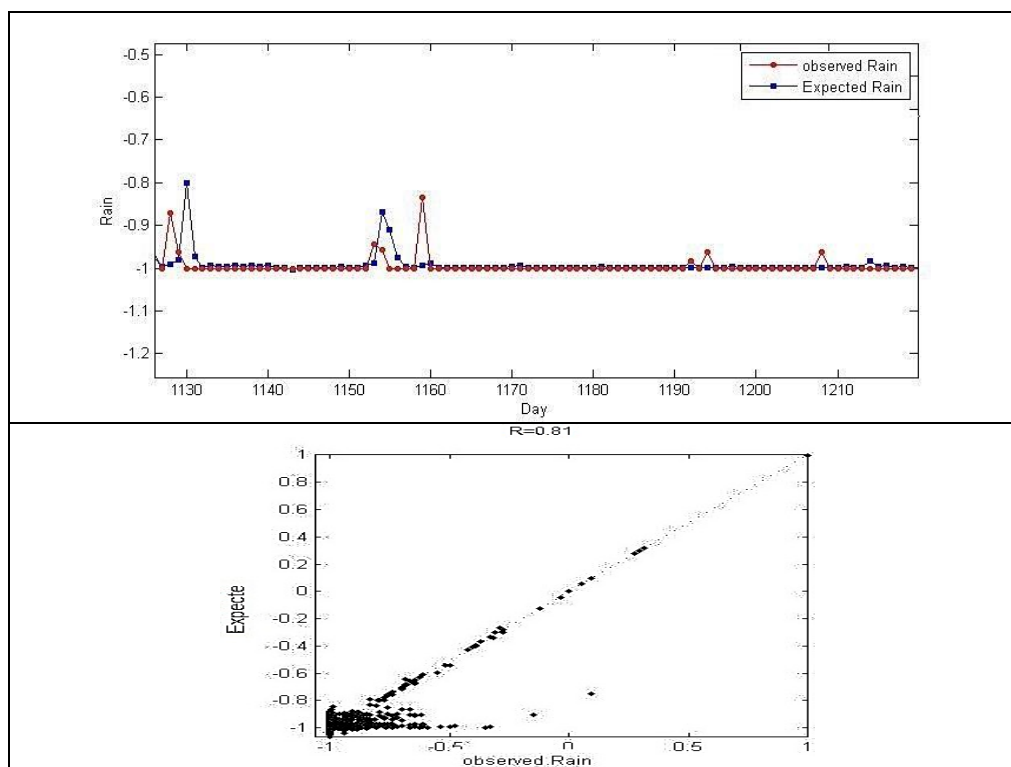 -0.5
-0.6
-0.7
-0.8
-0.9
-1
-1.1
-1.2
Rain
observed Rain
Expected Rain
1130 1140 1150 1160 1170 1180 1190 1200 1210
Day
R=0.81
1
0.8
0.6
0.4
0.2
0
-0.2
-0.4
-0.6
-0.8
-1
Expecte
-1 -0.5 0 0.5 1
observed.Rain